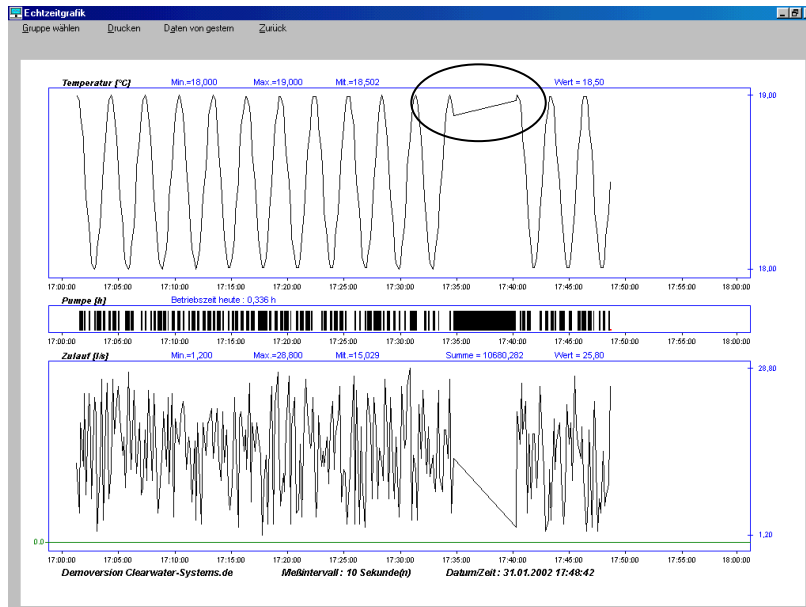 Echtzeitgrafik
Gruppe wählen Drucken Daten von gestern Zurück
Temperatur [°C] Min.=18,000 Max.=19,000 Mit.=18,502 Wert = 18,50
19,00
18,00
17:00:00 17:05:00 17:10:00 17:15:00 17:20:00 17:25:00 17:30:00 17:35:00 17:40:00 17:45:00 17:50:00 17:55:00 18:00:00
Pumpe [h] Betriebszeit heute : 0,336 h
17:00:00 17:05:00 17:10:00 17:15:00 17:20:00 17:25:00 17:30:00 17:35:00 17:40:00 17:45:00 17:50:00 17:55:00 18:00:00
Zulauf [l/s] Min.=1,200 Max.=28,800 Mit.=15,029 Summe = 10680,282 Wert = 25,80
28,80
0.0
1,20
17:00:00 17:05:00 17:10:00 17:15:00 17:20:00 17:25:00 17:30:00 17:35:00 17:40:00 17:45:00 17:50:00 17:55:00 18:00:00
Demoversion Clearwater-Systems.de Meßintervall : 10 Sekunde(n) Datum/Zeit : 31.01.2002 17:48:42